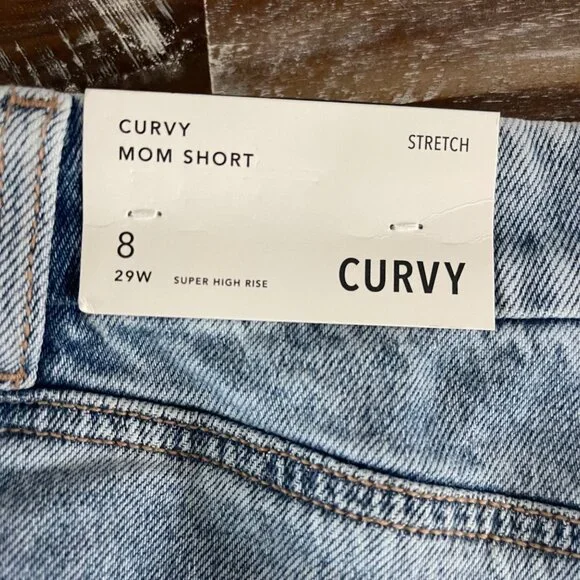 CURVY
MOM SHORT
STRETCH
8
29W
SUPER HIGH RISE
CURVY